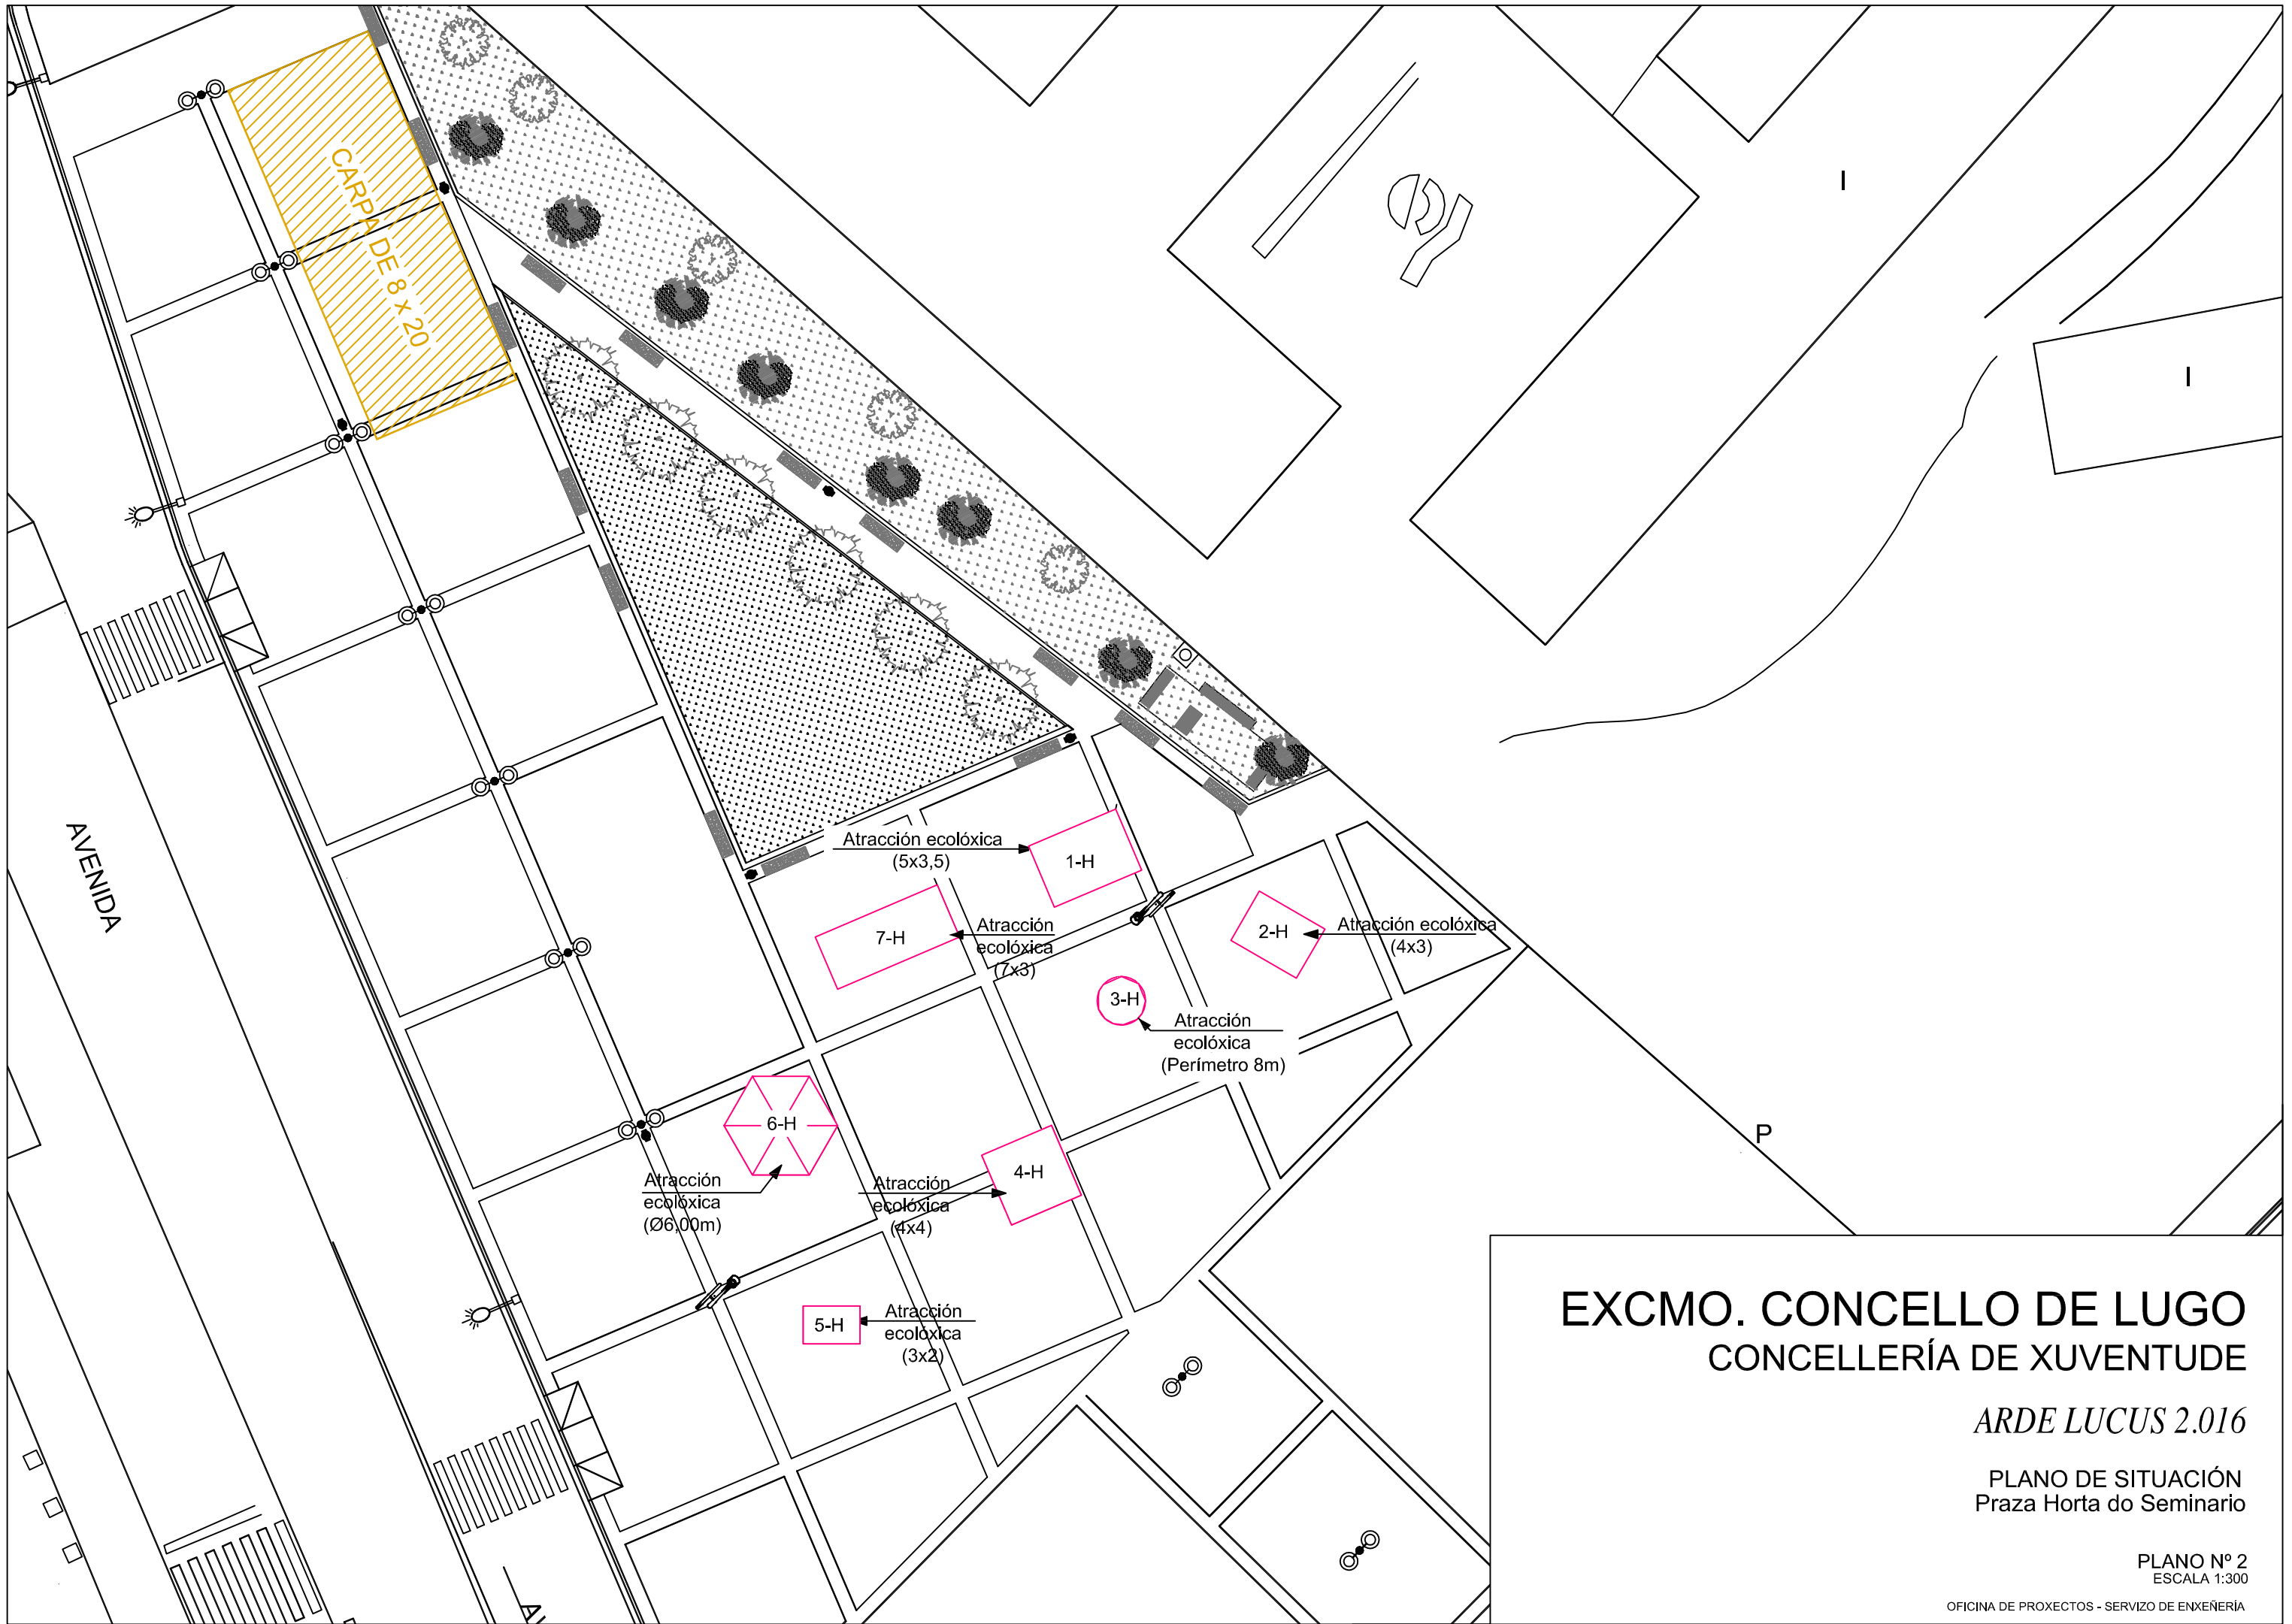 CARPA DE 8 x 20
I
I
AVENIDA
Atracción ecolóxica
(5x3,5)
1-H
7-H
Atracción
ecolóxica
(7x3)
2-H
Atracción ecolóxica
(4x3)
3-H
Atracción
ecolóxica
(Perímetro 8m)
6-H
Atracción
ecolóxica
(Ø6,00m)
Atracción
ecolóxica
(4x4)
4-H
P
5-H
Atracción
ecolóxica
(3x2)
EXCMO. CONCELLO DE LUGO
CONCELLERÍA DE XUVENTUDE
ARDE LUCUS 2.016
PLANO DE SITUACIÓN
Praza Horta do Seminario
PLANO Nº 2
ESCALA 1:300
OFICINA DE PROXECTOS - SERVIZO DE ENXEÑERÍA